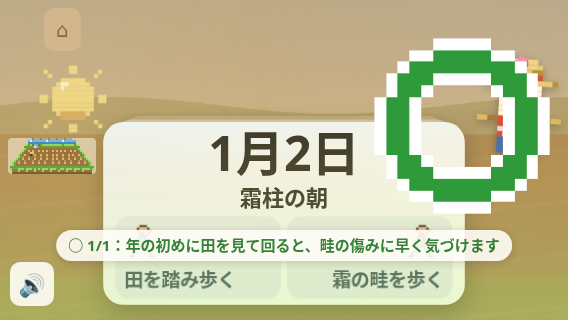 1月2日
霜柱の朝
○ 1/1：年の初めに田を見て回ると、畦の傷みに早く気づけます
田を踏み歩く
霜の畦を歩く